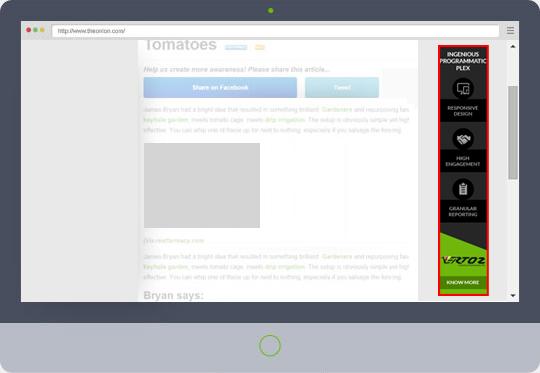 http://www.theonion.com/
Tomatoes
Help us create more awareness! Please share this article...
Share on Facebook
Tweet
James Bryan had a bright idea that resulted in something brilliant. Gardeners and repurposing fans
keyhole garden, meets tomato cage, meets drip irrigation. The setup is obviously simple yet high
effective. You can whip one of these up for next to nothing, especially if you salvage the fencing.
James Bryan had a bright idea that resulted in something brilliant. Gardeners and repurposing fans
keyhole garden, meets tomato cage, meets drip irrigation. The setup is obviously simple yet high
effective. You can whip one of these up for next to nothing, especially if you salvage the fencing.
Bryan says:
INGENIOUS
PROGRAMMATIC
PLEX
RESPONSIVE
DESIGN
HIGH
ENGAGEMENT
GRANULAR
REPORTING
VERTOZ
KNOW MORE